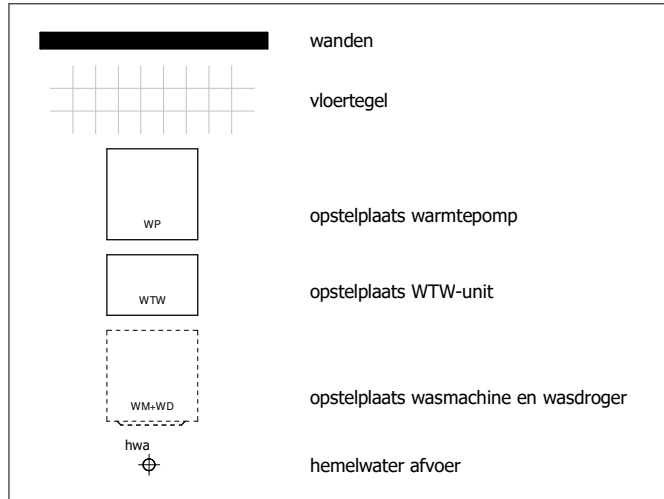 wanden
vloertegel
WP
opstelplaats warmtepomp
WTW
opstelplaats WTW-unit
WM+WD
opstelplaats wasmachine en wasdroger
hwa
hemelwater afvoer